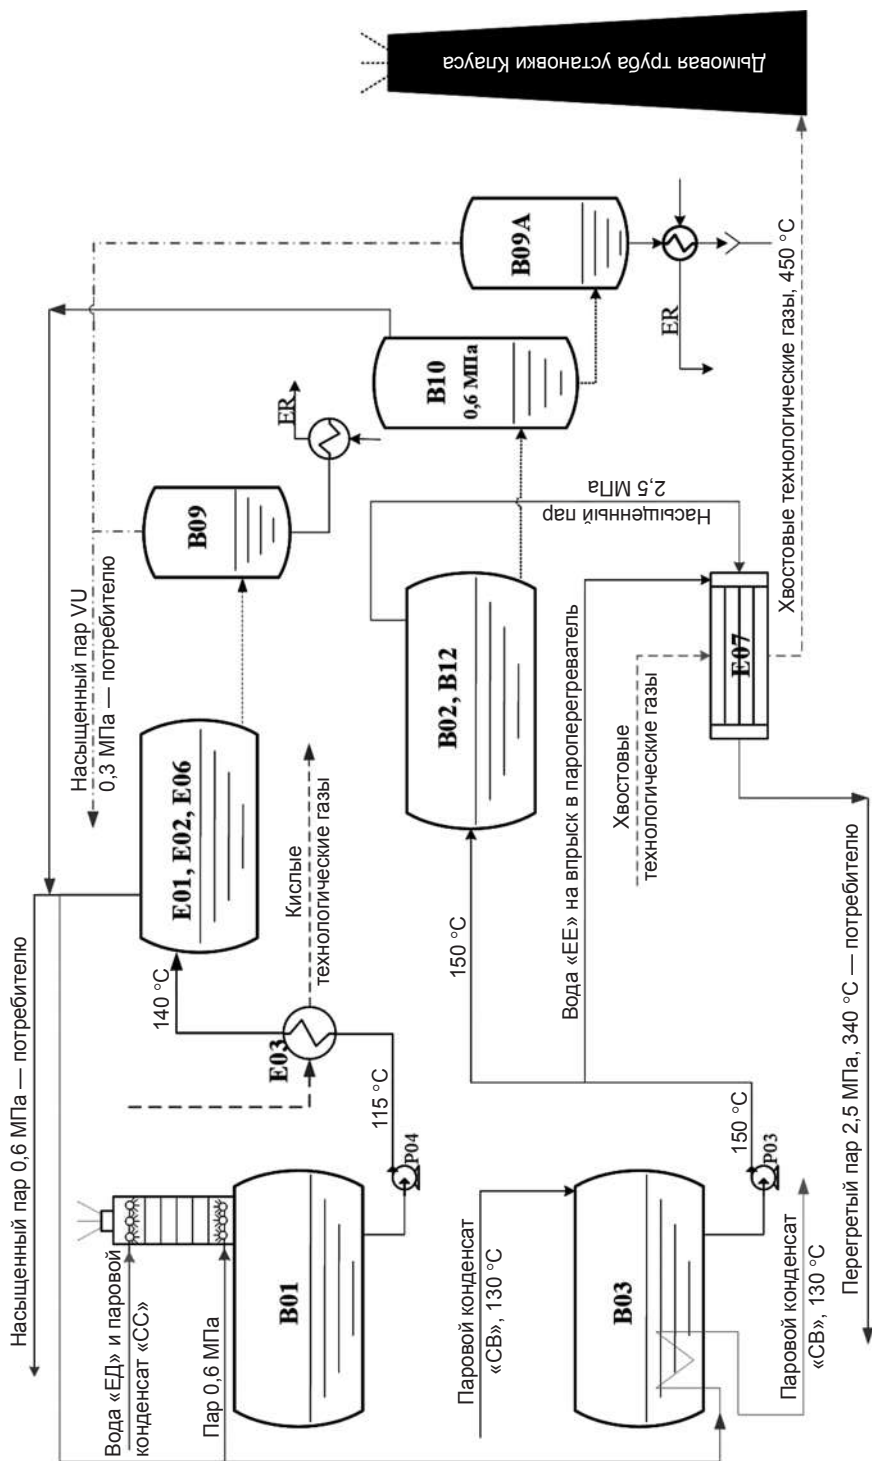 Насыщенный пар 0,6 МПа — потребителю
Вода «ЕД» и паровой
конденсат «СС»
Пар 0,6 МПа
B01
P04
115 °C
E03
140 °C
Кислые
технологические газы
E01, E02, E06
Насыщенный пар VU
0,3 МПа — потребителю
B09
ER
B10
0,6 МПа
B09A
ER
Дымовая труба установки Клауса
Паровой конденсат
«СВ», 130 °C
B03
P03
150 °C
150 °C
B02, B12
Насыщенный пар
2,5 МПа
Вода «ЕЕ» на впрыск в пароперегреватель
Хвостовые
технологические газы
E07
Хвостовые технологические газы, 450 °C
Паровой конденсат
«СВ», 130 °C
Перегретый пар 2,5 МПа, 340 °C — потребителю